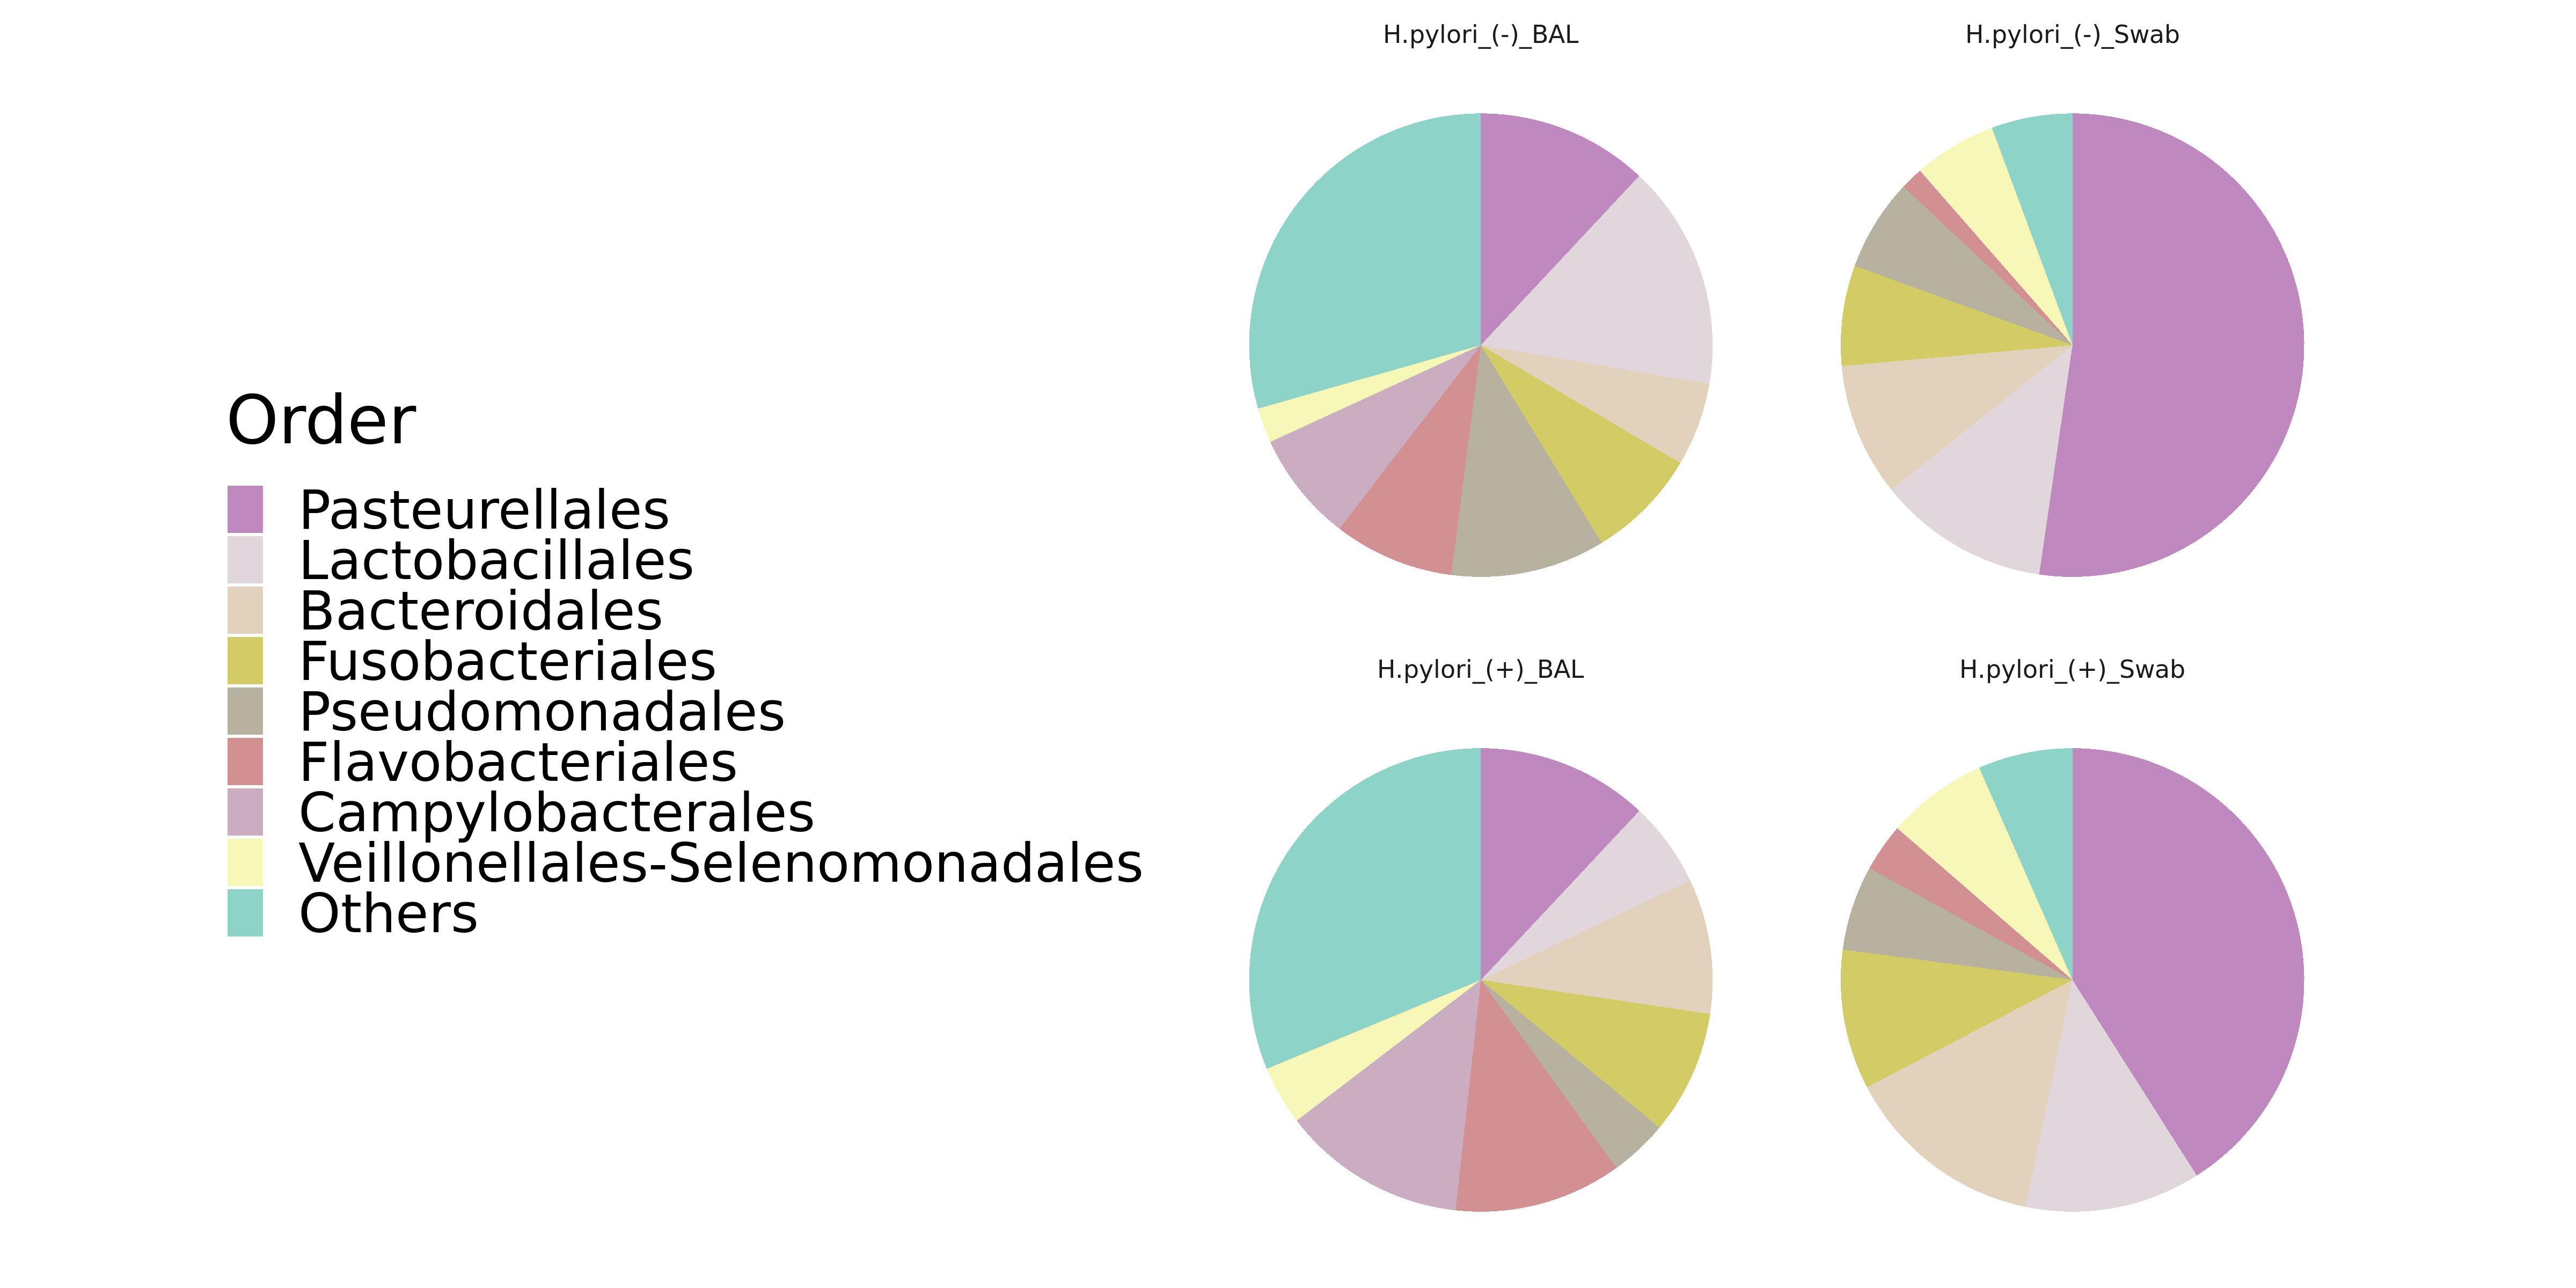 H.pylori_(-)_BAL
H.pylori_(-)_Swab
Order
Pasteurellales
Lactobacillales
Bacteroidales
Fusobacteriales
Pseudomonadales
Flavobacteriales
Campylobacterales
Veillonellales-Selenomonadales
Others
H.pylori_(+)_BAL
H.pylori_(+)_Swab